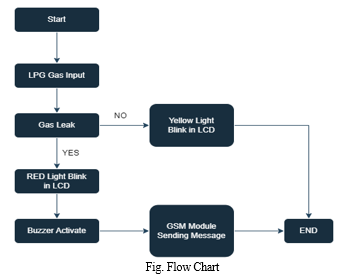 Start
LPG Gas Input
Gas Leak
NO
Yellow Light
Blink in LCD
YES
RED Light Blink
in LCD
Buzzer Activate
GSM Module
Sending Message
END
Fig. Flow Chart